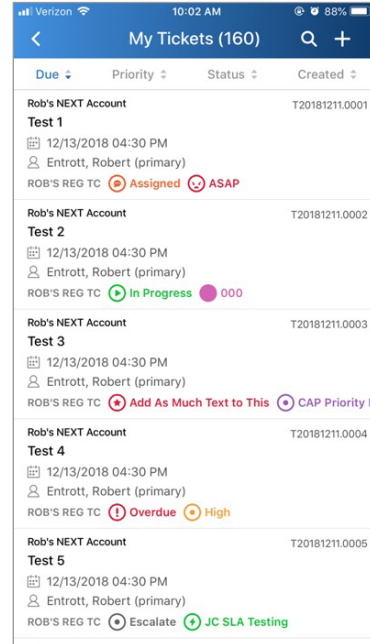 Verizon 10:02 AM 88%
My Tickets (160)
Due Priority Status Created
Rob's NEXT Account T20181211.0001
Test 1
12/13/2018 04:30 PM
Entrott, Robert (primary)
ROB'S REG TC Assigned ASAP
Rob's NEXT Account T20181211.0002
Test 2
12/13/2018 04:30 PM
Entrott, Robert (primary)
ROB'S REG TC In Progress 000
Rob's NEXT Account T20181211.0003
Test 3
12/13/2018 04:30 PM
Entrott, Robert (primary)
ROB'S REG TC Add As Much Text to This CAP Priority
Rob's NEXT Account T20181211.0004
Test 4
12/13/2018 04:30 PM
Entrott, Robert (primary)
ROB'S REG TC Overdue High
Rob's NEXT Account T20181211.0005
Test 5
12/13/2018 04:30 PM
Entrott, Robert (primary)
ROB'S REG TC Escalate JC SLA Testing